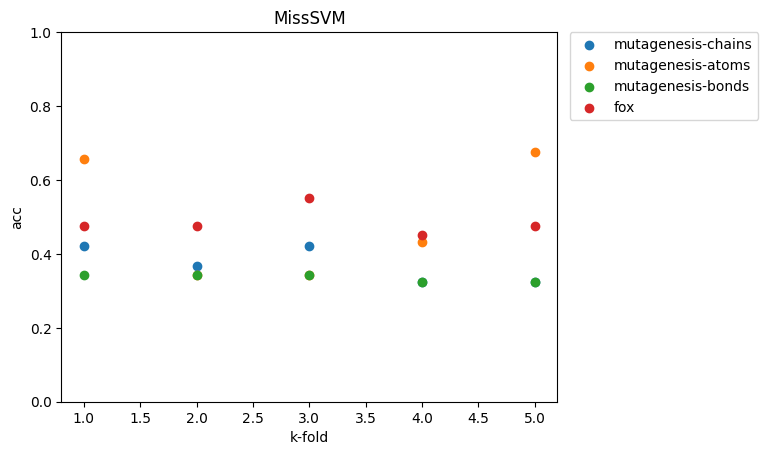 MissSVM
1.0
0.8
0.6
0.4
0.2
0.0
acc
1.0 1.5 2.0 2.5 3.0 3.5 4.0 4.5 5.0
k-fold
mutagenesis-chains
mutagenesis-atoms
mutagenesis-bonds
fox